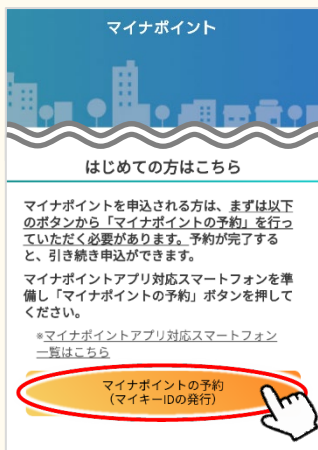 マイナポイント
はじめての方はこちら
マイナポイントを申込される方は、まずは以下
のボタンから「マイナポイントの予約」を行っ
ていただく必要があります。予約が完了する
と、引き続き申込ができます。
マイナポイントアプリ対応スマートフォンを準
備し「マイナポイントの予約」ボタンを押して
ください。
※マイナポイントアプリ対応スマートフォン
一覧はこちら
マイナポイントの予約
（マイキーIDの発行）